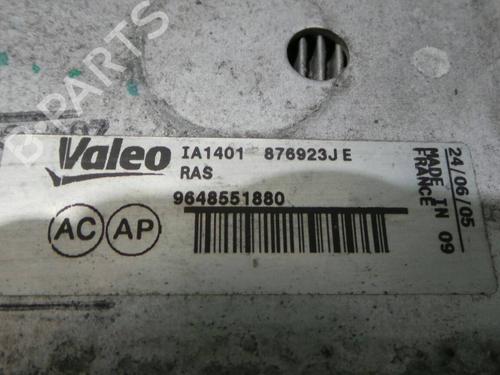 Valeo
IA1401 876923J E
RAS
9648551880
AC AP
24/06/05
MADE IN 09
FRANCE
B-Parts